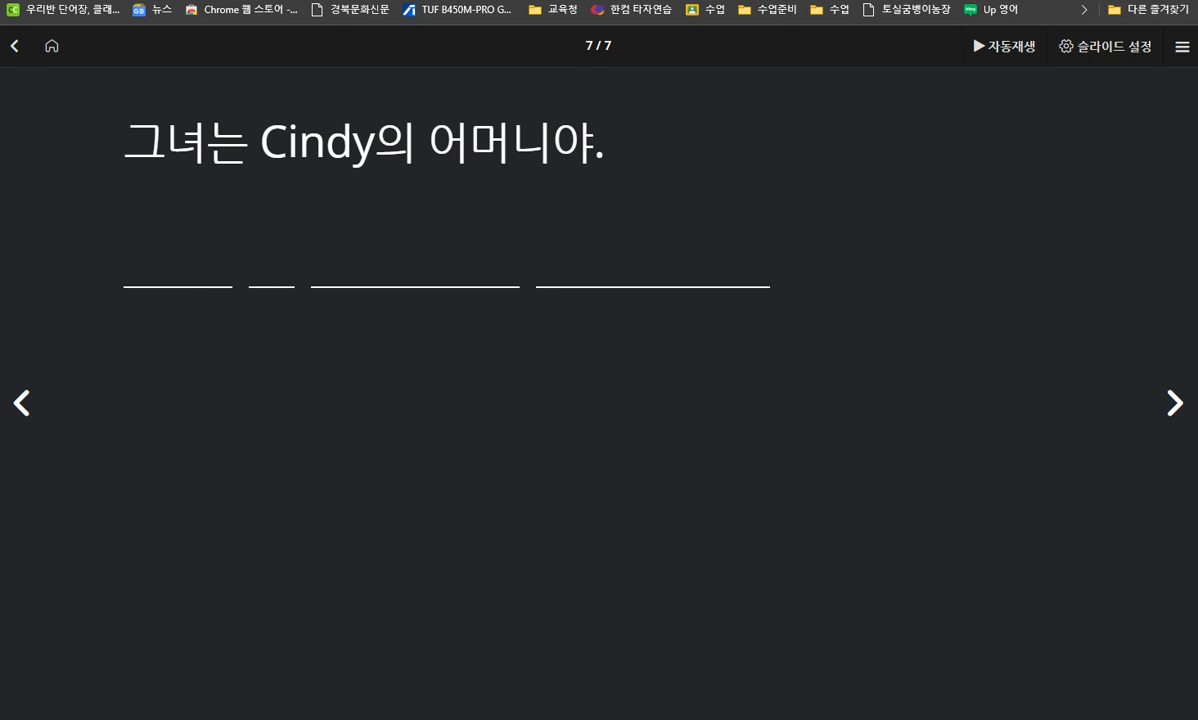 우리반 단어장, 클래... 뉴스 Chrome 웹 스토어 -... 경북문화신문 TUF B450M-PRO G... 교육청 한컴 타자연습 수업 수업준비 수업 토실굼벵이농장 Up 영어 다른 즐겨찾기
7 / 7 자동재생 슬라이드 설정
그녀는 Cindy의 어머니야.